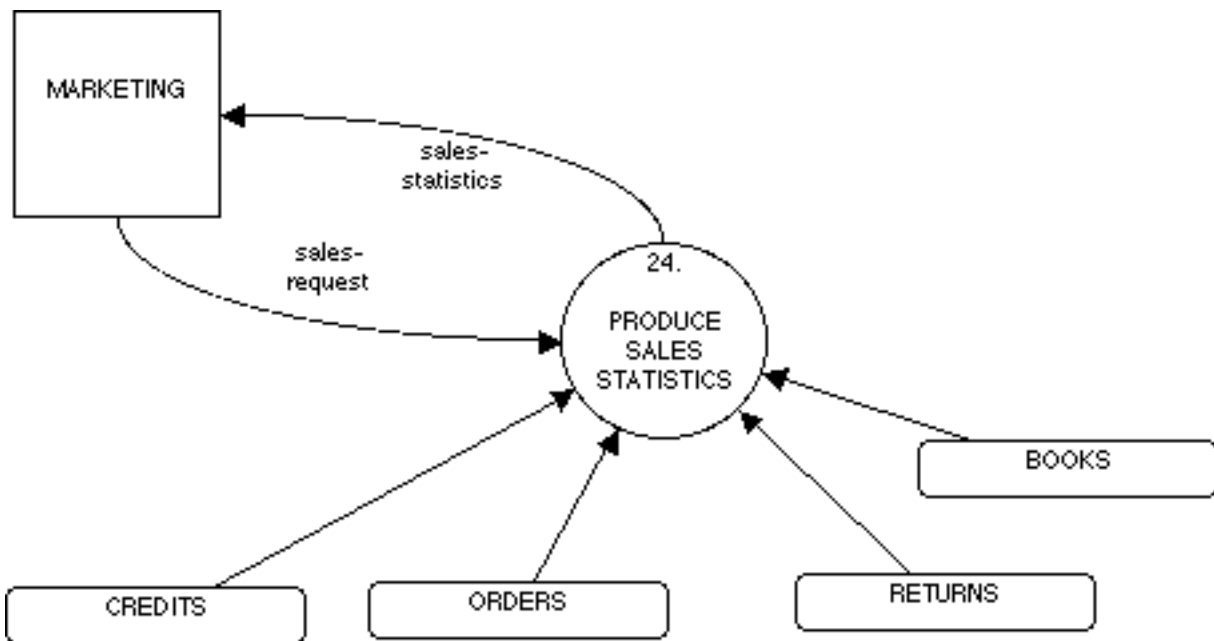 MARKETING
sales-
statistics
sales-
request
24.
PRODUCE
SALES
STATISTICS
BOOKS
CREDITS
ORDERS
RETURNS